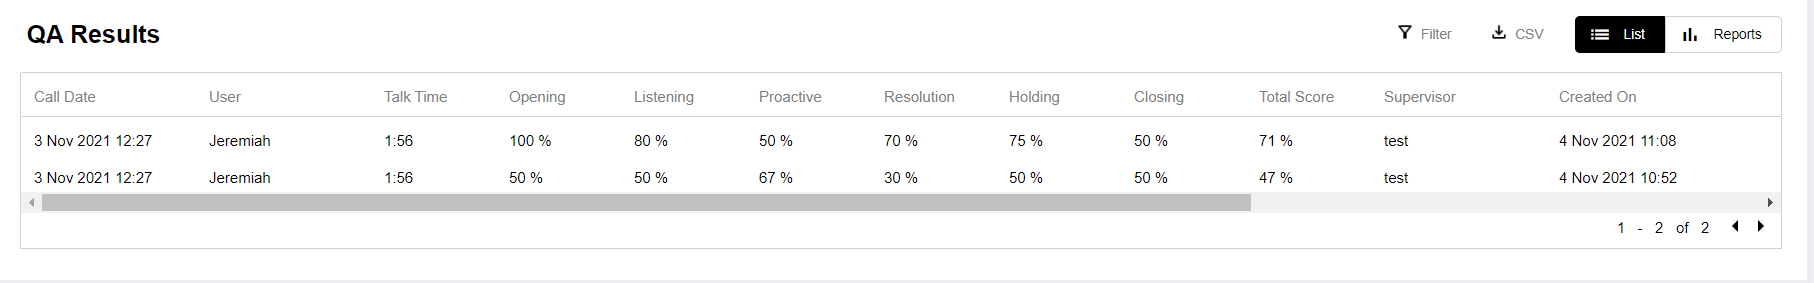 QA Results Filter CSV List Reports
Call Date User Talk Time Opening Listening Proactive Resolution Holding Closing Total Score Supervisor Created On
3 Nov 2021 12:27 Jeremiah 1:56 100 % 80 % 50 % 70 % 75 % 50 % 71 % test 4 Nov 2021 11:08
3 Nov 2021 12:27 Jeremiah 1:56 50 % 50 % 67 % 30 % 50 % 50 % 47 % test 4 Nov 2021 10:52
1 - 2 of 2